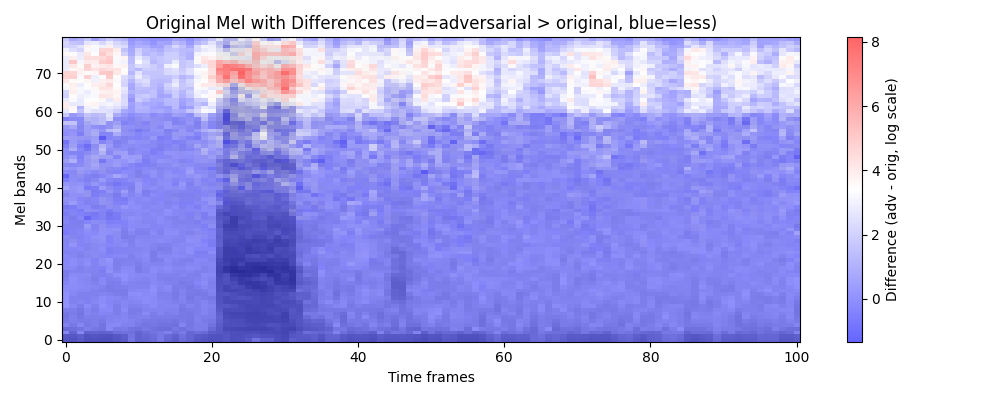 Original Mel with Differences (red=adversarial > original, blue=less)
Mel bands
70
60
50
40
30
20
10
0
0 20 40 60 80 100
Time frames
8
6
4
2
0
Difference (adv - orig, log scale)